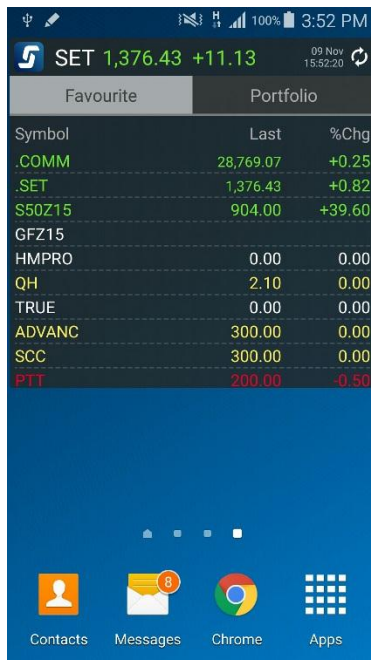 100% 3:52 PM
SET 1,376.43 +11.13 09 Nov 15:52:20
Favourite Portfolio
Symbol Last %Chg
.COMM 28,769.07 +0.25
.SET 1,376.43 +0.82
S50Z15 904.00 +39.60
GFZ15
HMPRO 0.00 0.00
QH 2.10 0.00
TRUE 0.00 0.00
ADVANC 300.00 0.00
SCC 300.00 0.00
PTT 200.00 -0.50
8
Contacts Messages Chrome Apps